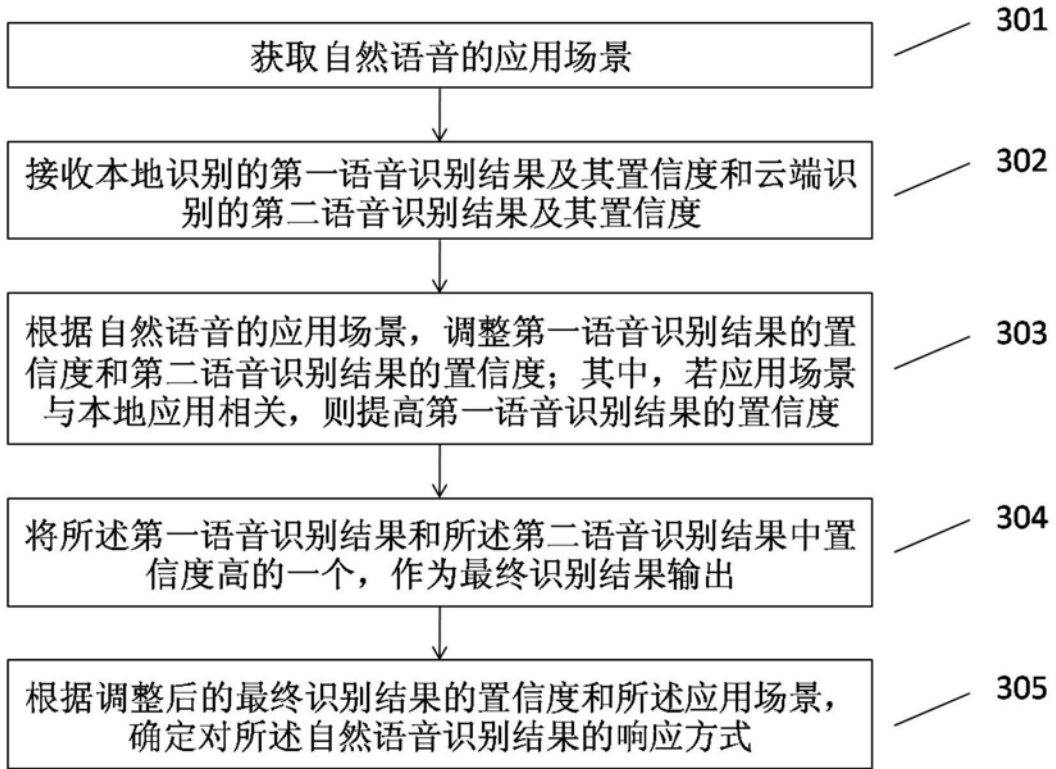 获取自然语音的应用场景
301
接收本地识别的第一语音识别结果及其置信度和云端识
别的第二语音识别结果及其置信度
302
根据自然语音的应用场景，调整第一语音识别结果的置
信度和第二语音识别结果的置信度；其中，若应用场景
与本地应用相关，则提高第一语音识别结果的置信度
303
将所述第一语音识别结果和所述第二语音识别结果中置
信度高的一个，作为最终识别结果输出
304
根据调整后的最终识别结果的置信度和所述应用场景，
确定对所述自然语音识别结果的响应方式
305